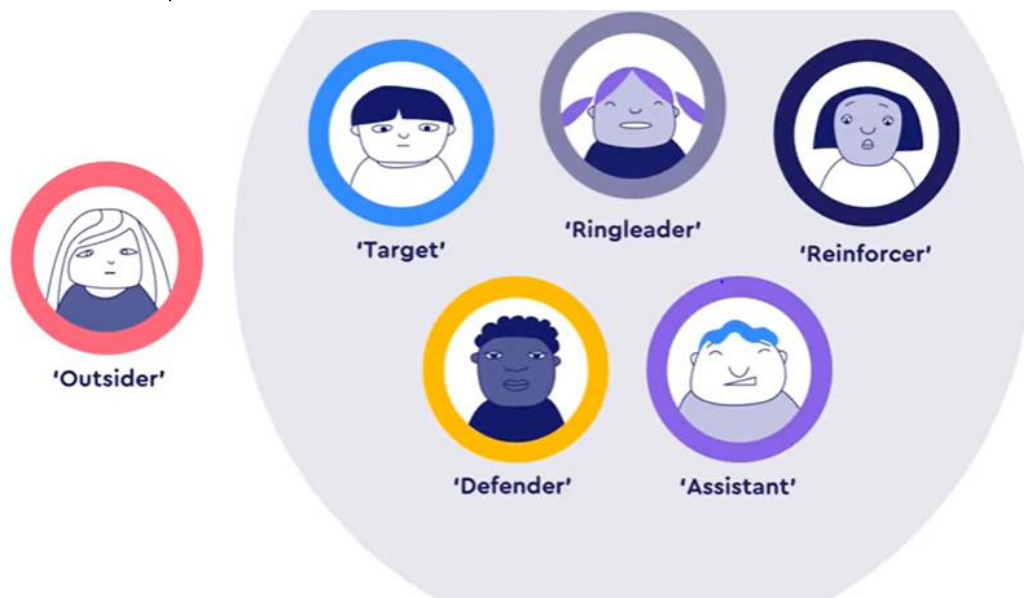 ‘Target’
‘Ringleader’
‘Reinforcer’
‘Outsider’
‘Defender’
‘Assistant’